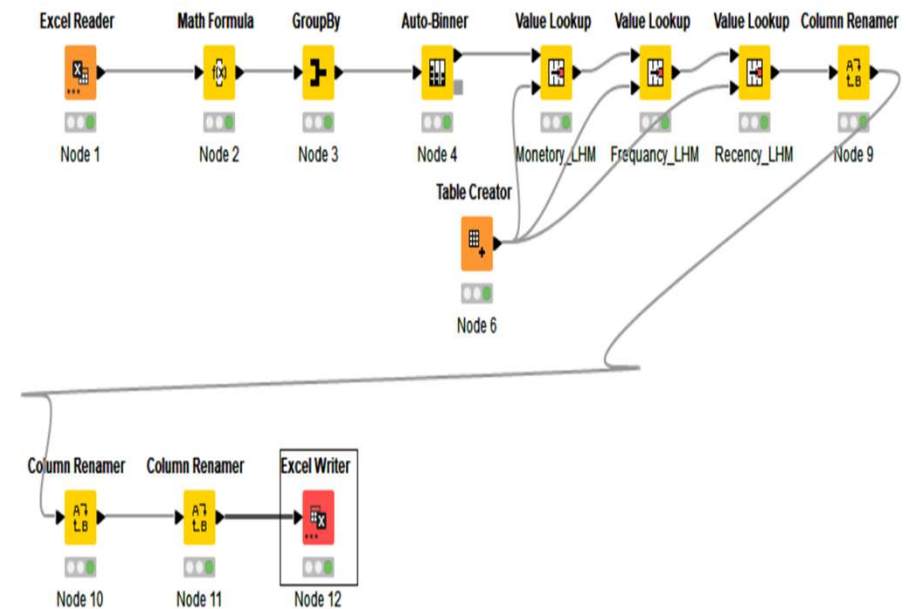 Excel Reader
Math Formula
GroupBy
Auto-Binner
Value Lookup
Value Lookup
Value Lookup
Column Renamer
Node 1
Node 2
Node 3
Node 4
Monetory_LHM
Frequancy_LHM
Recency_LHM
Node 9
Table Creator
Node 6
Column Renamer
Column Renamer
Excel Writer
Node 10
Node 11
Node 12